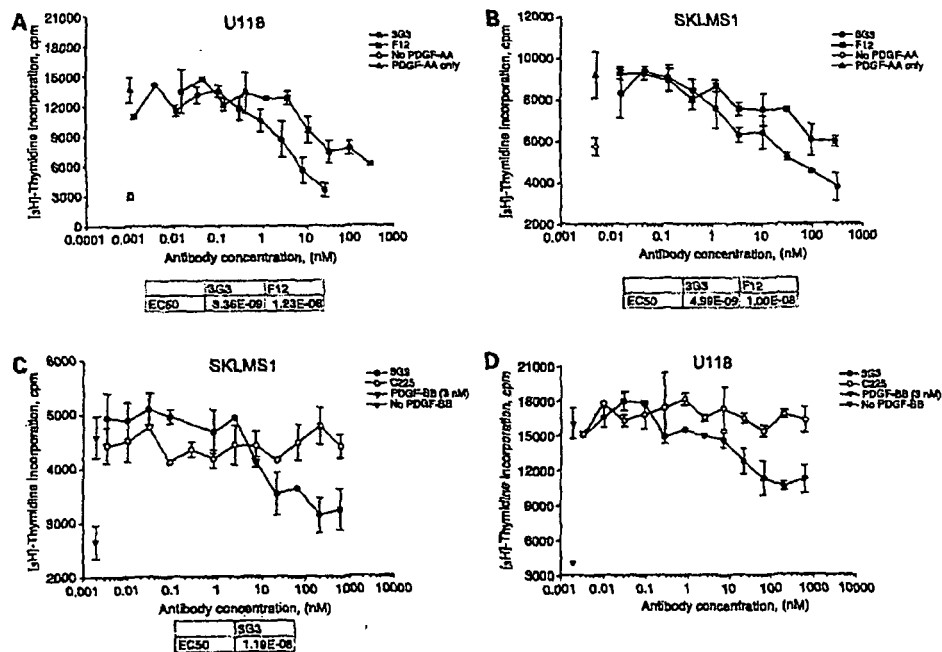 A
U118
[3H]-Thymidine Incorporation, cpm
21000
18000
15000
12000
9000
6000
3000
0
0.0001 0.001 0.01 0.1 1 10 100 1000
Antibody concentration, (nM)
3G3
F12
No PDGF-AA
PDGF-AA only
3G3 F12
EC50 3.36E-09 1.23E-08
B
SKLMS1
[3H]-Thymidine Incorporation, cpm
12000
10000
8000
6000
4000
2000
0.001 0.01 0.1 1 10 100 1000
Antibody concentration, (nM)
3G3
F12
No PDGF-AA
PDGF-AA only
3G3 F12
EC50 4.99E-09 1.00E-08
C
SKLMS1
[3H]-Thymidine Incorporation, cpm
6000
5000
4000
3000
2000
0.001 0.01 0.1 1 10 100 1000 10000
Antibody concentration, (nM)
3G3
C225
PDGF-BB (3 nM)
No PDGF-BB
3G3
EC50 1.19E-08
D
U118
[3H]-Thymidine Incorporation, cpm
21000
18000
15000
12000
9000
6000
3000
0.001 0.01 0.1 1 10 100 1000 10000
Antibody concentration, (nM)
3G3
C225
PDGF-BB (3 nM)
No PDGF-BB